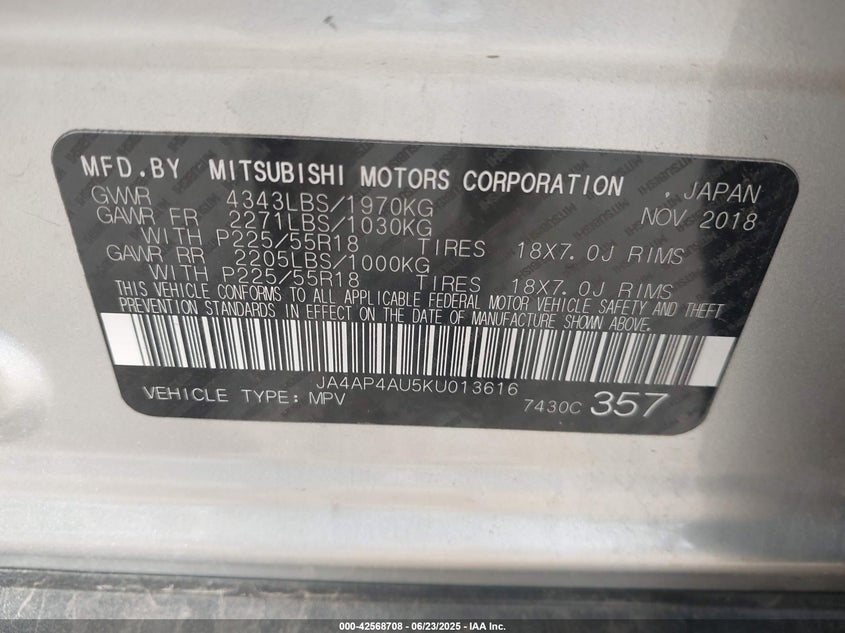 MFD.BY MITSUBISHI MOTORS CORPORATION , JAPAN
GVWR 4343LBS/1970KG NOV.2018
GAWR FR 2271LBS/1030KG
WITH P225/55R18 TIRES 18X7.0J RIMS
GAWR RR 2205LBS/1000KG
WITH P225/55R18 TIRES 18X7.0J RIMS
THIS VEHICLE CONFORMS TO ALL APPLICABLE FEDERAL MOTOR VEHICLE SAFETY AND THEFT
PREVENTION STANDARDS IN EFFECT ON THE DATE OF MANUFACTURE SHOWN ABOVE.
JA4AP4AU5KU013616
VEHICLE TYPE: MPV 7430C 357
000-42568708 - 06/23/2025 - IAA Inc.